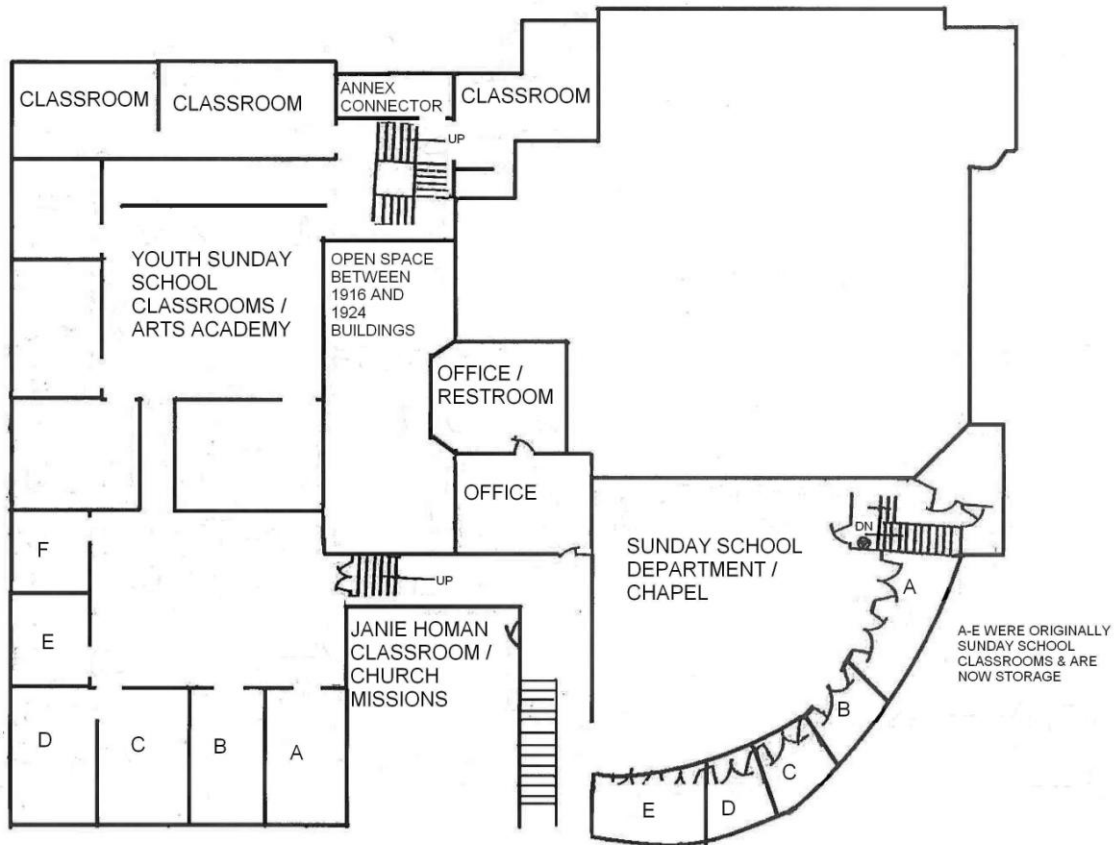 CLASSROOM
CLASSROOM
ANNEX
CONNECTOR
CLASSROOM
UP
YOUTH SUNDAY
SCHOOL
CLASSROOMS /
ARTS ACADEMY
OPEN SPACE
BETWEEN
1916 AND
1924
BUILDINGS
OFFICE /
RESTROOM
OFFICE
F
E
D
C
B
A
UP
JANIE HOMAN
CLASSROOM /
CHURCH
MISSIONS
SUNDAY SCHOOL
DEPARTMENT /
CHAPEL
DN
A
B
C
D
E
A-E WERE ORIGINALLY
SUNDAY SCHOOL
CLASSROOMS & ARE
NOW STORAGE